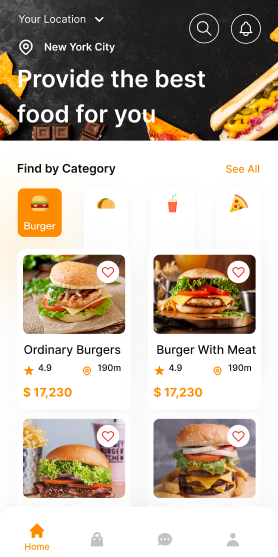 Your Location
New York City
Provide the best
food for you
Find by Category
See All
Burger
Ordinary Burgers
4.9
190m
$ 17,230
Burger With Meat
4.9
190m
$ 17,230
Home